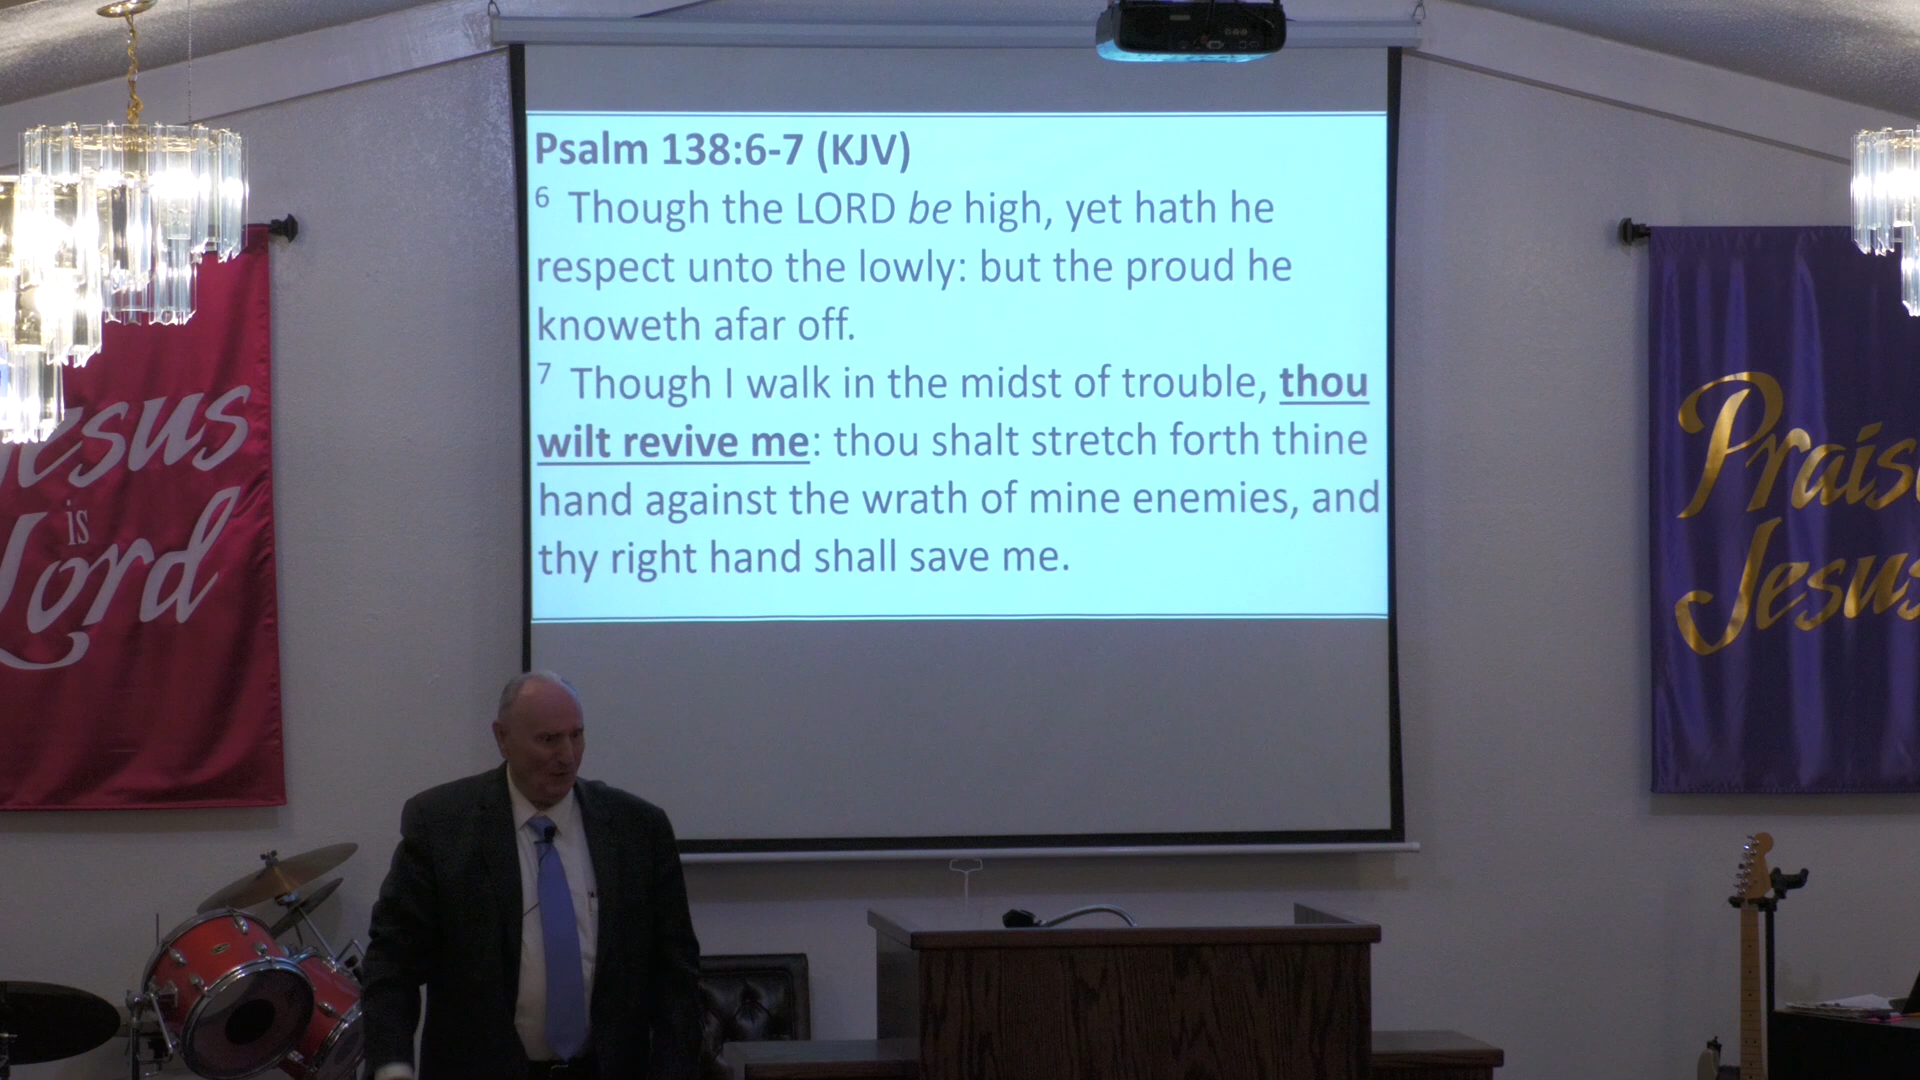 Psalm 138:6-7 (KJV)
6 Though the LORD be high, yet hath he
respect unto the lowly: but the proud he
knoweth afar off.
7 Though I walk in the midst of trouble, thou
wilt revive me: thou shalt stretch forth thine
hand against the wrath of mine enemies, and
thy right hand shall save me.
Jesus
is
Lord
Praise
Jesus